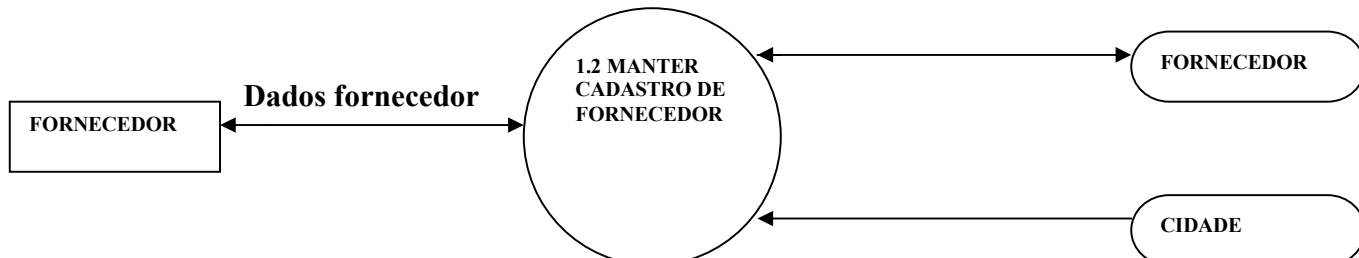 FORNECEDOR
Dados fornecedor
1.2 MANTER
CADASTRO DE
FORNECEDOR
FORNECEDOR
CIDADE